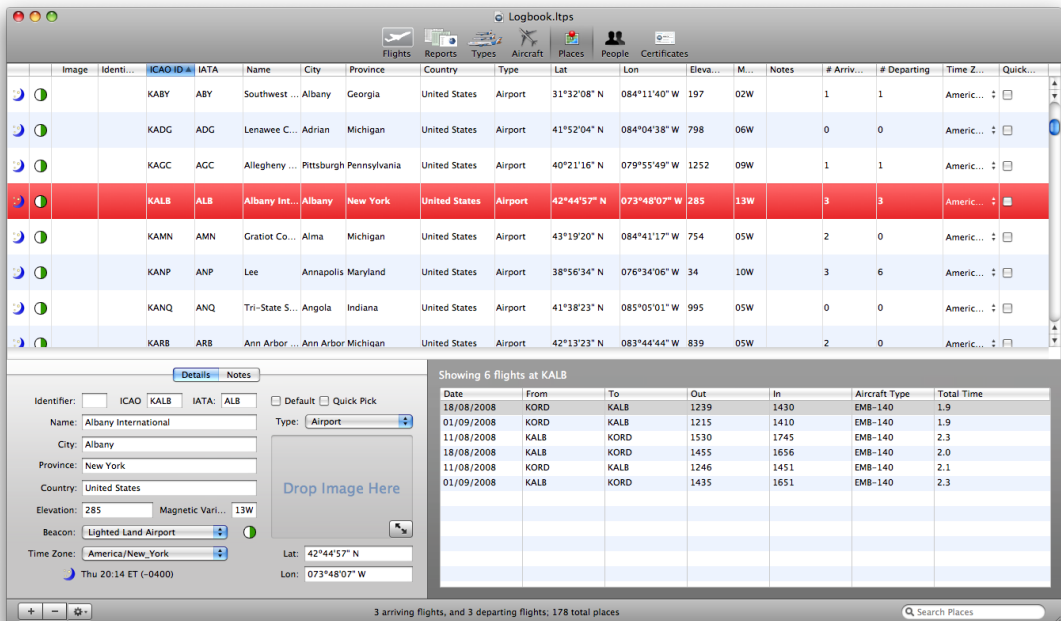 Logbook.ltps
Flights Reports Types Aircraft Places People Certificates
Image Identi... ICAO ID IATA Name City Province Country Type Lat Lon Eleva... M... Notes # Arriv... # Departing Time Z... Quick...
KABY ABY Southwest ... Albany Georgia United States Airport 31°32'08" N 084°11'40" W 197 02W 1 1 Americ...
KADG ADG Lenawee C... Adrian Michigan United States Airport 41°52'04" N 084°04'38" W 798 06W 0 0 Americ...
KAGC AGC Allegheny ... Pittsburgh Pennsylvania United States Airport 40°21'16" N 079°55'49" W 1252 09W 1 1 Americ...
KALB ALB Albany Int... Albany New York United States Airport 42°44'57" N 073°48'07" W 285 13W 3 3 Americ...
KAMN AMN Gratiot Co... Alma Michigan United States Airport 43°19'20" N 084°41'17" W 754 05W 2 0 Americ...
KANP ANP Lee Annapolis Maryland United States Airport 38°56'34" N 076°34'06" W 34 10W 3 6 Americ...
KANQ ANQ Tri-State S... Angola Indiana United States Airport 41°38'23" N 085°05'01" W 995 05W 0 0 Americ...
KARB ARB Ann Arbor ... Ann Arbor Michigan United States Airport 42°13'23" N 083°44'44" W 839 05W 2 0 Americ...
Details Notes
Identifier: ICAO KALB IATA: ALB Default Quick Pick
Name: Albany International Type: Airport
City: Albany
Province: New York
Country: United States
Drop Image Here
Elevation: 285 Magnetic Vari... 13W
Beacon: Lighted Land Airport
Time Zone: America/New_York Lat: 42°44'57" N
Thu 20:14 ET (-0400) Lon: 073°48'07" W
Showing 6 flights at KALB
Date From To Out In Aircraft Type Total Time
18/08/2008 KORD KALB 1239 1430 EMB-140 1.9
01/09/2008 KORD KALB 1215 1410 EMB-140 1.9
11/08/2008 KALB KORD 1530 1745 EMB-140 2.3
18/08/2008 KALB KORD 1455 1656 EMB-140 2.0
11/08/2008 KORD KALB 1246 1451 EMB-140 2.1
01/09/2008 KALB KORD 1435 1651 EMB-140 2.3
3 arriving flights, and 3 departing flights; 178 total places
Search Places